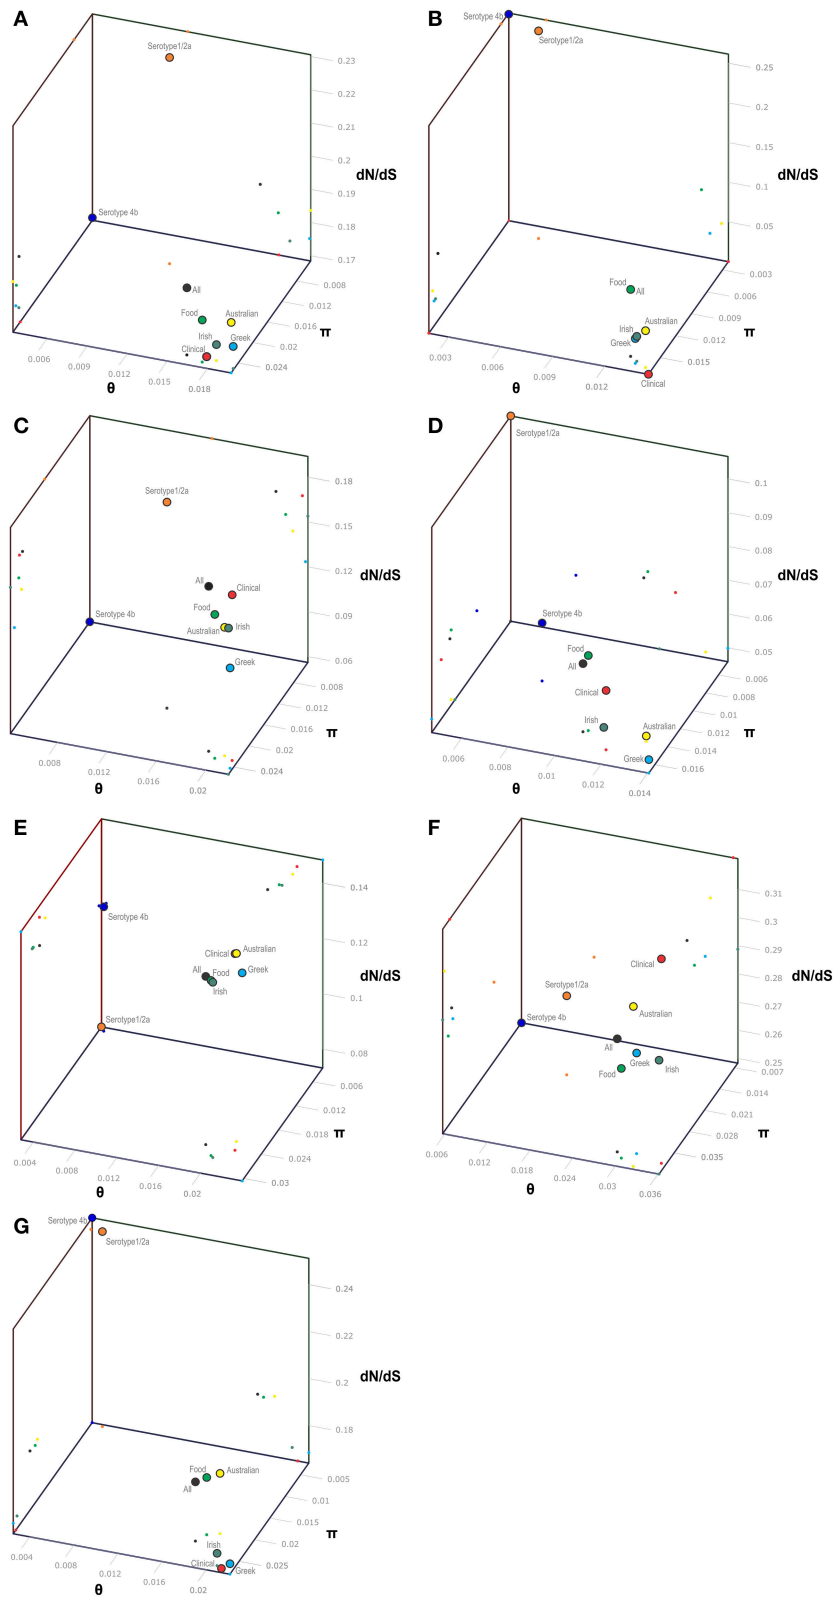 A
Serotype1/2a
0.23
0.22
0.21
0.2
dN/dS
0.19
Serotype 4b
0.18
0.17
All
0.008
0.012
Food
Australian
0.016
π
Irish
Greek
0.02
Clinical
0.024
0.006
0.009
0.012
0.015
0.018
θ
B
Serotype 4b
Serotype1/2a
0.25
0.2
0.15
dN/dS
0.1
0.05
0.003
Food
All
0.006
0.009
Australian
π
Irish
Greek
0.012
0.015
Clinical
0.003
0.006
0.009
0.012
θ
C
Serotype1/2a
0.18
0.15
0.12
dN/dS
All
Clinical
Food
0.09
Serotype 4b
Australian
Irish
0.06
Greek
0.008
0.012
0.016
π
0.02
0.024
0.008
0.012
0.016
0.02
θ
D
Serotype1/2a
0.1
0.09
0.08
dN/dS
0.07
Serotype 4b
0.06
Food
0.05
All
0.006
Clinical
0.008
0.01
Irish
Australian
0.012
π
0.014
Greek
0.016
0.006
0.008
0.01
0.012
0.014
θ
E
0.14
Serotype 4b
0.12
Clinical
Australian
All
Food
Greek
dN/dS
Irish
0.1
Serotype1/2a
0.08
0.006
0.012
0.018
π
0.024
0.03
0.004
0.008
0.012
0.016
0.02
θ
F
0.31
0.3
0.29
Clinical
dN/dS
0.28
Serotype1/2a
0.27
Serotype 4b
Australian
0.26
All
0.25
Greek
Irish
0.007
Food
0.014
0.021
0.028
π
0.035
0.006
0.012
0.018
0.024
0.03
0.036
θ
G
Serotype 4b
Serotype1/2a
0.24
0.22
dN/dS
0.2
0.18
Food
Australian
0.005
All
0.01
0.015
π
Irish
0.02
Clinical
Greek
0.025
0.004
0.008
0.012
0.016
0.02
θ